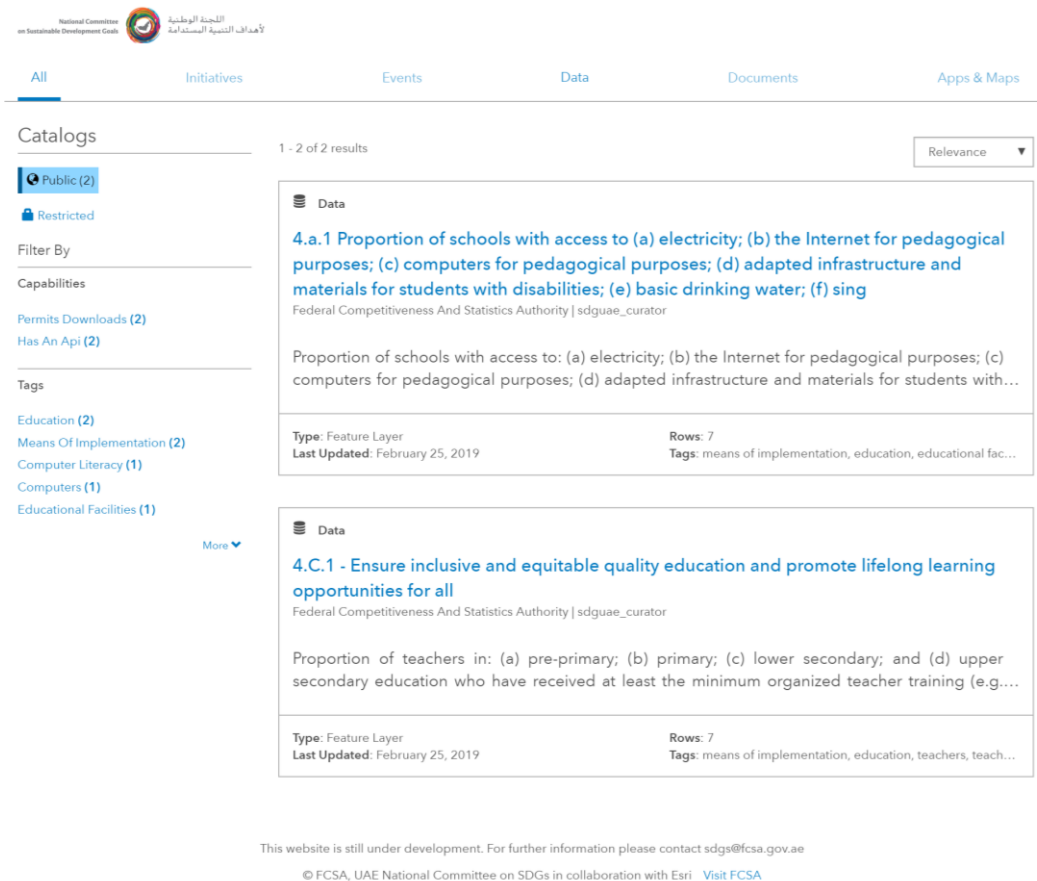 National Committee
on Sustainable Development Goals
اللجنة الوطنية
لأهداف التنمية المستدامة
All Initiatives Events Data Documents Apps & Maps
Catalogs
Public (2)
Restricted
Filter By
Capabilities
Permits Downloads (2)
Has An Api (2)
Tags
Education (2)
Means Of Implementation (2)
Computer Literacy (1)
Computers (1)
Educational Facilities (1)
More
1 - 2 of 2 results
Relevance
Data
4.a.1 Proportion of schools with access to (a) electricity; (b) the Internet for pedagogical
purposes; (c) computers for pedagogical purposes; (d) adapted infrastructure and
materials for students with disabilities; (e) basic drinking water; (f) sing
Federal Competitiveness And Statistics Authority | sdguae_curator
Proportion of schools with access to: (a) electricity; (b) the Internet for pedagogical purposes; (c)
computers for pedagogical purposes; (d) adapted infrastructure and materials for students with...
Type: Feature Layer Rows: 7
Last Updated: February 25, 2019 Tags: means of implementation, education, educational fac...
Data
4.C.1 - Ensure inclusive and equitable quality education and promote lifelong learning
opportunities for all
Federal Competitiveness And Statistics Authority | sdguae_curator
Proportion of teachers in: (a) pre-primary; (b) primary; (c) lower secondary; and (d) upper
secondary education who have received at least the minimum organized teacher training (e.g....
Type: Feature Layer Rows: 7
Last Updated: February 25, 2019 Tags: means of implementation, education, teachers, teach...
This website is still under development. For further information please contact sdgs@fcsa.gov.ae
© FCSA, UAE National Committee on SDGs in collaboration with Esri Visit FCSA